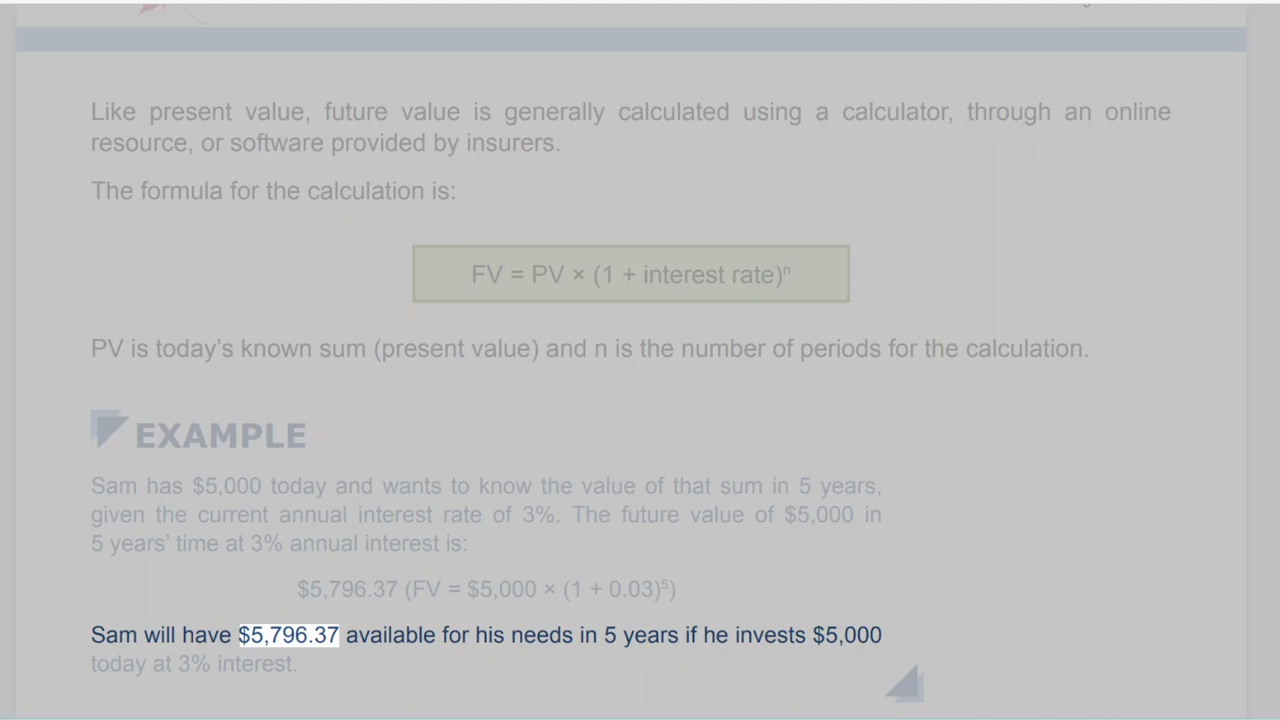 Like present value, future value is generally calculated using a calculator, through an online
resource, or software provided by insurers.
The formula for the calculation is:
FV = PV × (1 + interest rate)ⁿ
PV is today’s known sum (present value) and n is the number of periods for the calculation.
EXAMPLE
Sam has $5,000 today and wants to know the value of that sum in 5 years,
given the current annual interest rate of 3%. The future value of $5,000 in
5 years’ time at 3% annual interest is:
$5,796.37 (FV = $5,000 × (1 + 0.03)⁵)
Sam will have $5,796.37 available for his needs in 5 years if he invests $5,000
today at 3% interest.